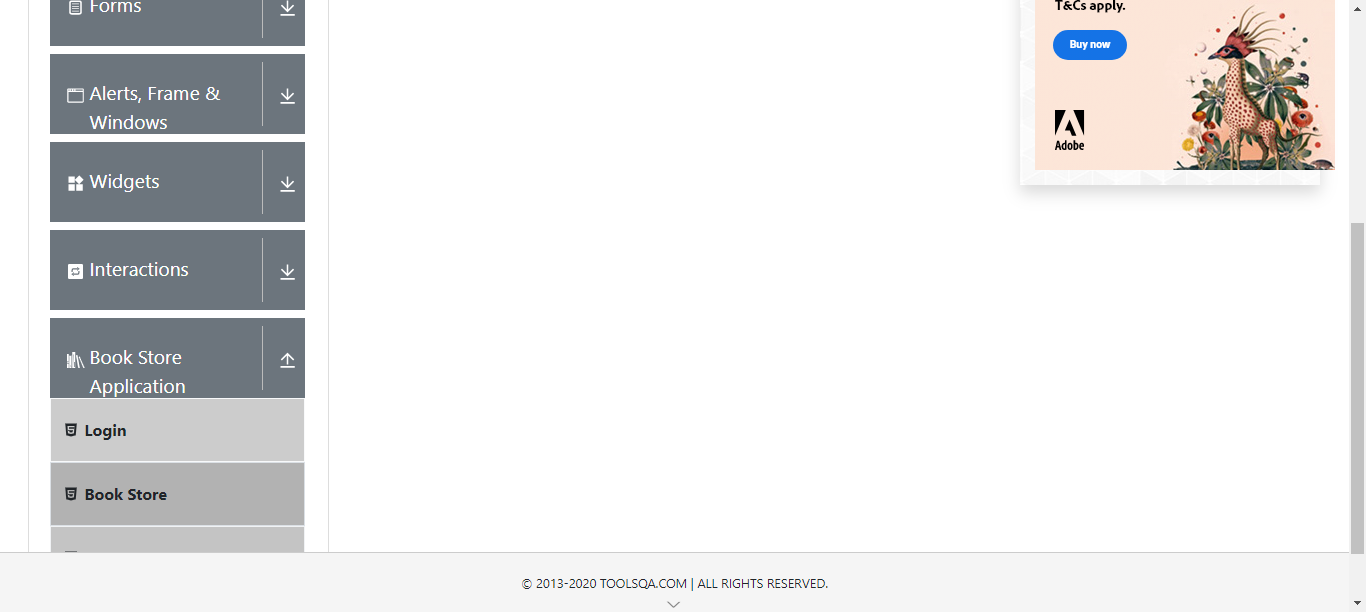 Forms
Alerts, Frame &
Windows
Widgets
Interactions
Book Store
Application
Login
Book Store
T&Cs apply.
Buy now
Adobe
© 2013-2020 TOOLSQA.COM | ALL RIGHTS RESERVED.